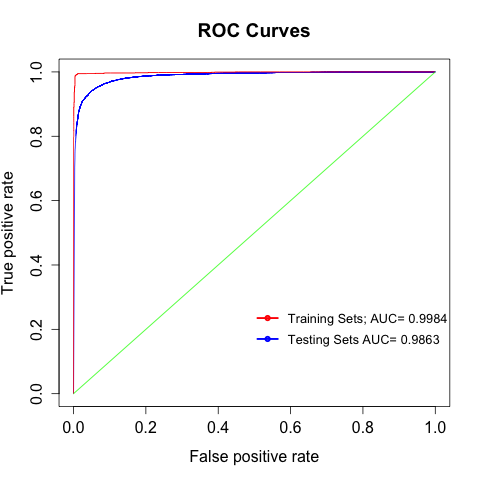 ROC Curves
True positive rate
1.0
0.8
0.6
0.4
0.2
0.0
Training Sets; AUC= 0.9984
Testing Sets AUC= 0.9863
0.0 0.2 0.4 0.6 0.8 1.0
False positive rate